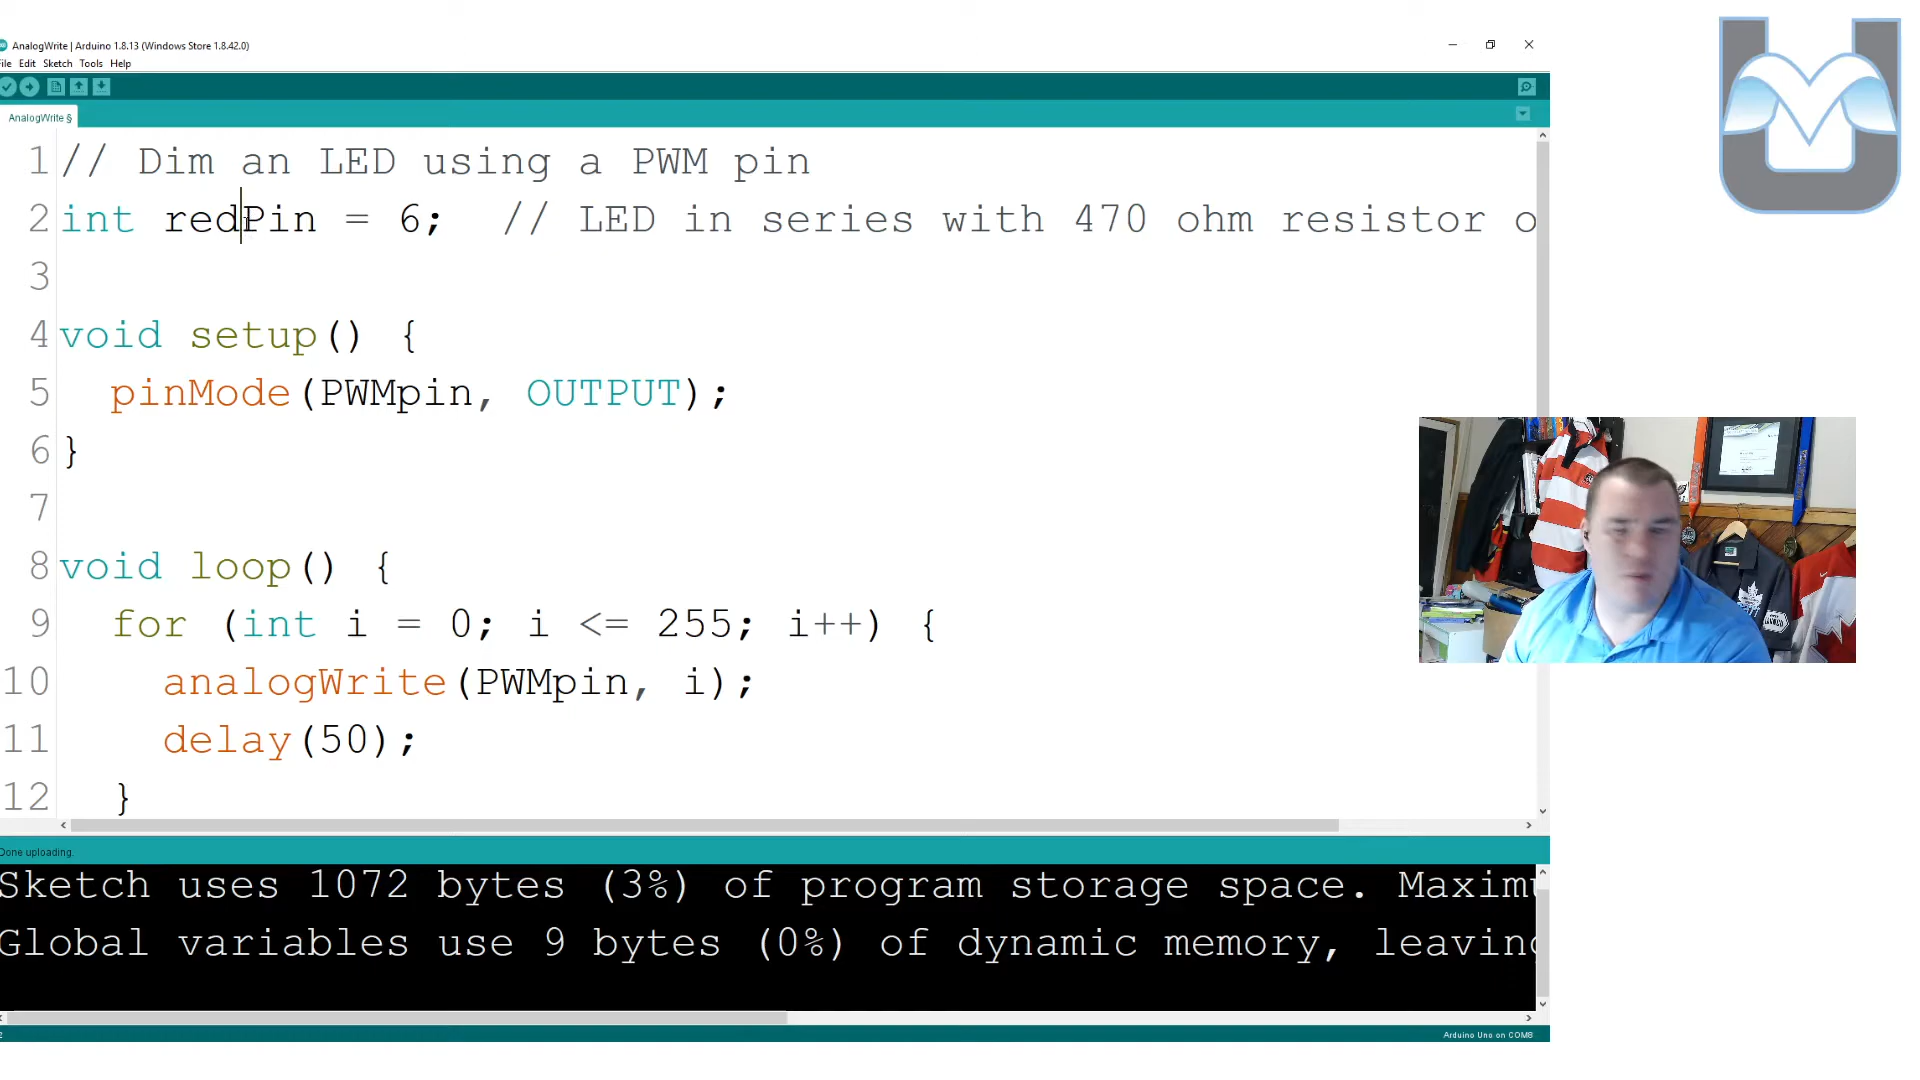 AnalogWrite | Arduino 1.8.13 (Windows Store 1.8.42.0)
File Edit Sketch Tools Help
AnalogWrite §
1 // Dim an LED using a PWM pin
2 int redPin = 6; // LED in series with 470 ohm resistor o
3
4 void setup() {
5 pinMode(PWMpin, OUTPUT);
6 }
7
8 void loop() {
9 for (int i = 0; i <= 255; i++) {
10 analogWrite(PWMpin, i);
11 delay(50);
12 }
Done uploading.
Sketch uses 1072 bytes (3%) of program storage space. Maximu
Global variables use 9 bytes (0%) of dynamic memory, leaving
2
Arduino Uno on COM8